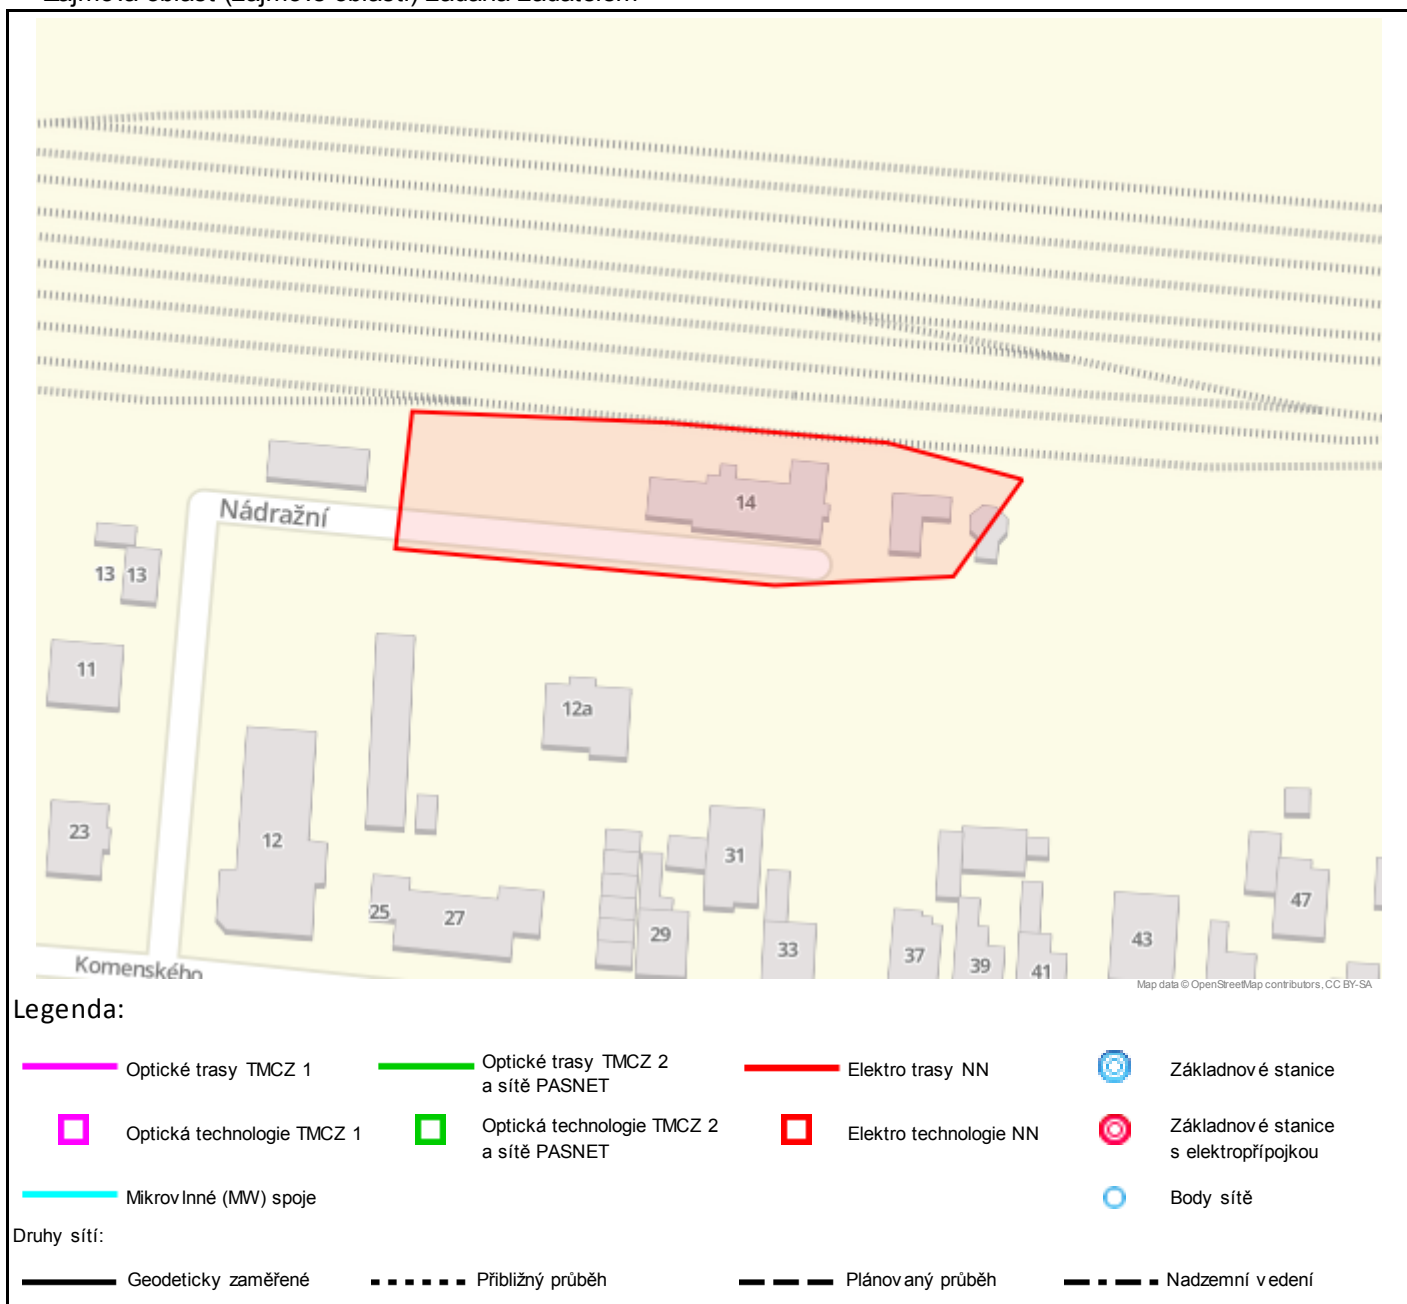 Nádražní
14
13 13
11
12a
23
12
31
25
27
29
33
37
39
41
43
47
Komenského
Map data © OpenStreetMap contributors, CC BY-SA
Legenda:
Optické trasy TMCZ 1
Optické trasy TMCZ 2
a sítě PASNET
Elektro trasy NN
Základnové stanice
Optická technologie TMCZ 1
Optická technologie TMCZ 2
a sítě PASNET
Elektro technologie NN
Základnové stanice
s elektropřípojkou
Mikrovlnné (MW) spoje
Body sítě
Druhy sítí:
Geodeticky zaměřené
Přibližný průběh
Plánovaný průběh
Nadzemní vedení